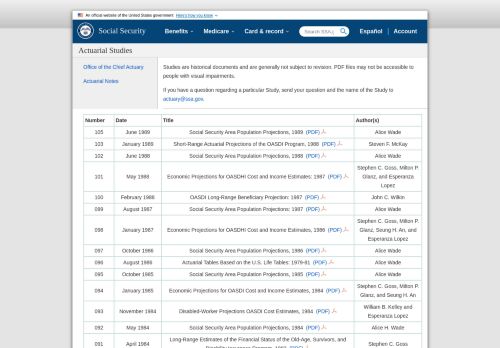 An official website of the United States government Here's how you know
Social Security
Benefits Medicare Card & record Search SSA.gov Español Account
Actuarial Studies
Office of the Chief Actuary
Actuarial Notes
Studies are historical documents and are generally not subject to revision. PDF files may not be accessible to
people with visual impairments.
If you have a question regarding a particular Study, send your question and the name of the Study to
actuary@ssa.gov.
Number Date Title Author(s)
105 June 1989 Social Security Area Population Projections, 1989 (PDF) Alice Wade
103 January 1989 Short-Range Actuarial Projections of the OASDI Program, 1988 (PDF) Steven F. McKay
102 June 1988 Social Security Area Population Projections, 1988 (PDF) Alice Wade
101 May 1988 Economic Projections for OASDHI Cost and Income Estimates: 1987 (PDF) Stephen C. Goss, Milton P.
Glanz, and Esperanza
Lopez
100 February 1988 OASDI Long-Range Beneficiary Projection: 1987 (PDF) John C. Wilkin
099 August 1987 Social Security Area Population Projections: 1987 (PDF) Alice Wade
098 January 1987 Economic Projections for OASDHI Cost and Income Estimates, 1986 (PDF) Stephen C. Goss, Milton P.
Glanz, Seung H. An, and
Esperanza Lopez
097 October 1986 Social Security Area Population Projections, 1986 (PDF) Alice Wade
096 August 1986 Actuarial Tables Based on the U.S. Life Tables: 1979-81 (PDF) Alice Wade
095 October 1985 Social Security Area Population Projections, 1985 (PDF) Alice Wade
094 January 1985 Economic Projections for OASDI Cost and Income Estimates, 1984 (PDF) Stephen C. Goss, Milton P.
Glanz, and Seung H. An
093 November 1984 Disabled-Worker Projections OASDI Cost Estimates, 1984 (PDF) William B. Kelley and
Esperanza Lopez
092 May 1984 Social Security Area Population Projections, 1984 (PDF) Alice H. Wade
091 April 1984 Long-Range Estimates of the Financial Status of the Old-Age, Survivors, and Stephen C. Goss